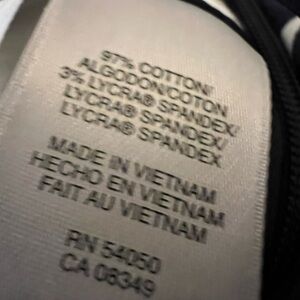 97% COTTON/
ALGODON/COTON
3% LYCRA® SPANDEX/
LYCRA® SPANDEX/
LYCRA® SPANDEX
MADE IN VIETNAM
HECHO EN VIETNAM
FAIT AU VIETNAM
RN 54050
CA 08349